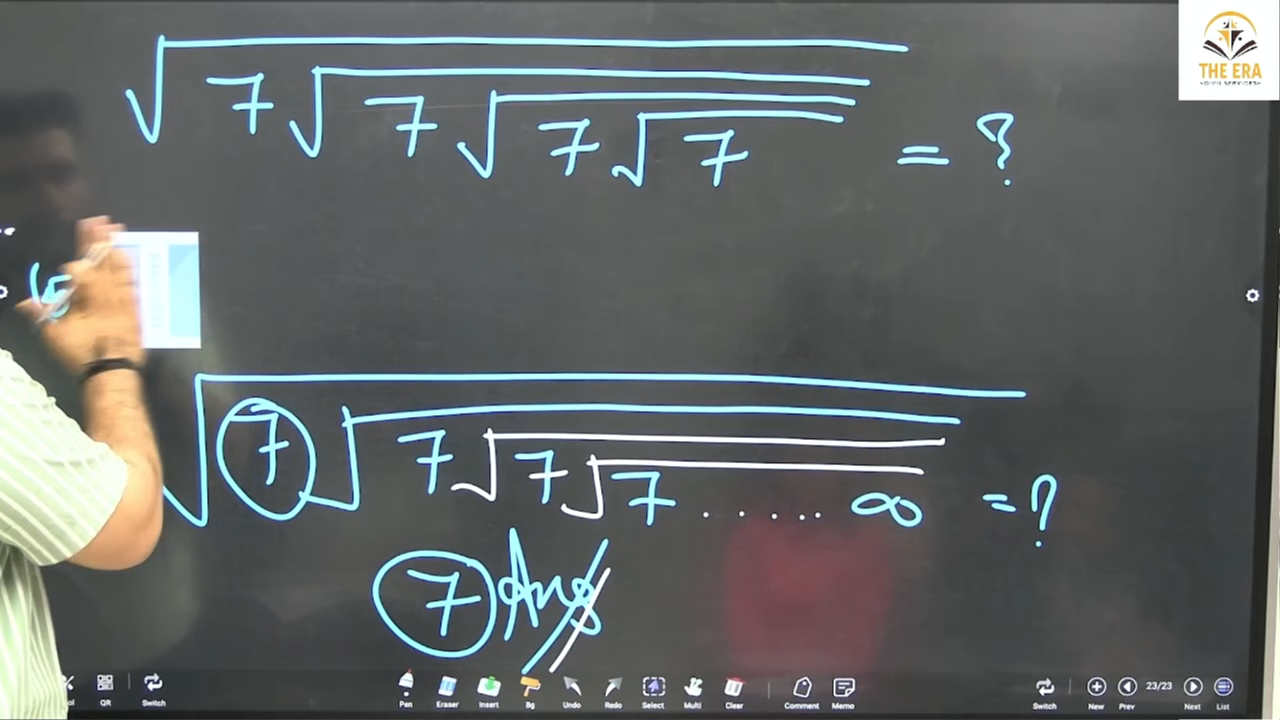 THE ERA
√7√7√7√7 = ?
√7√7√7√7 ..... ∞ = ?
7 Ans
QR
Switch
Pen
Eraser
Insert
Bg
Undo
Redo
Select
Multi
Clear
Comment
Memo
Switch
New
Prev
23/23
Next
List